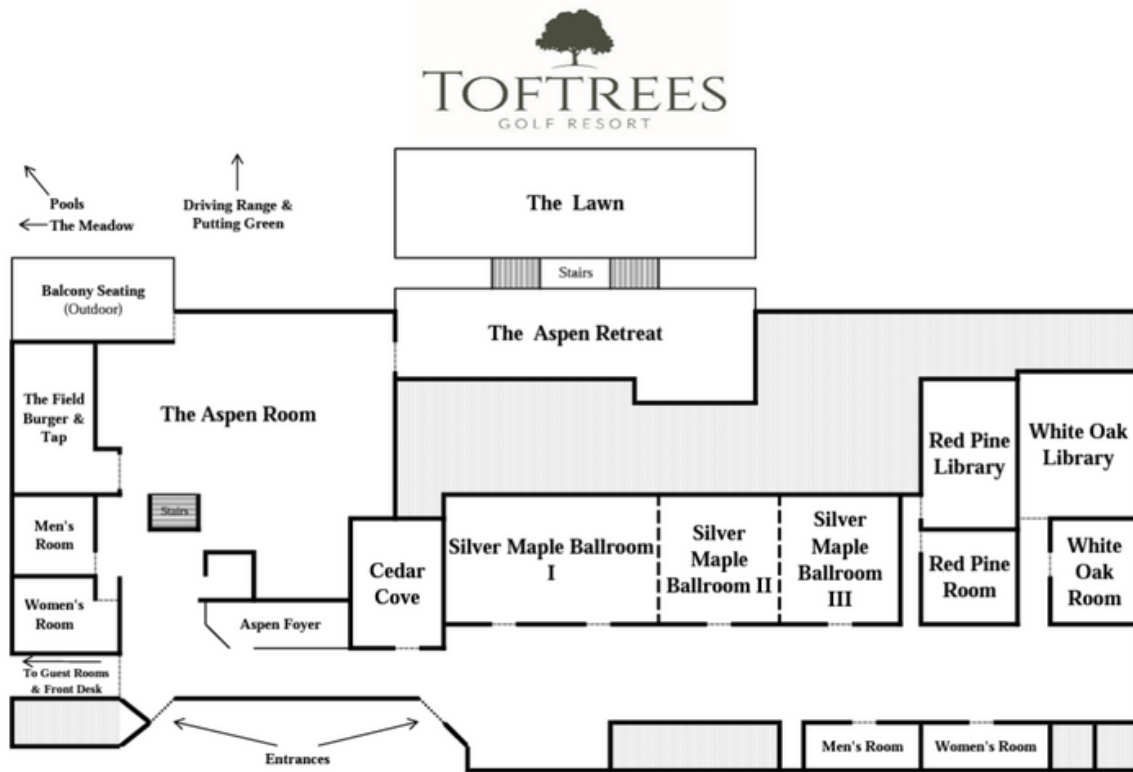 TOFTREES
GOLF RESORT
Pools
The Meadow
Driving Range &
Putting Green
The Lawn
Stairs
Balcony Seating
(Outdoor)
The Aspen Retreat
The Field
Burger &
Tap
The Aspen Room
Red Pine
Library
White Oak
Library
Stairs
Men's
Room
Cedar
Cove
Silver Maple Ballroom
I
Silver
Maple
Ballroom II
Silver
Maple
Ballroom
III
Red Pine
Room
White
Oak
Room
Women's
Room
Aspen Foyer
To Guest Rooms
& Front Desk
Entrances
Men's Room
Women's Room